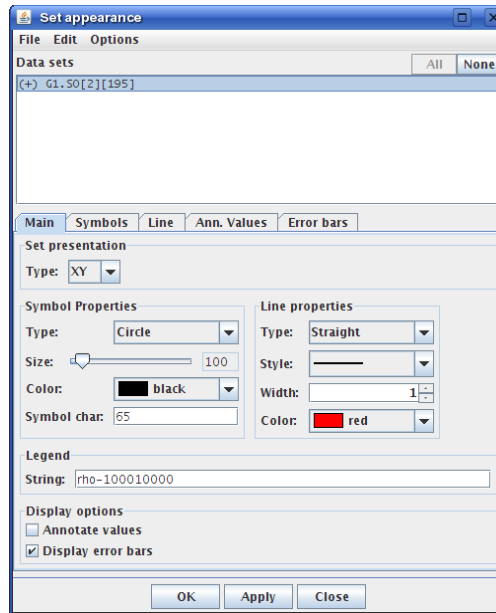 Set appearance
File Edit Options
Data sets All None
(+) G1.S0[2][195]
Main Symbols Line Ann. Values Error bars
Set presentation
Type: XY
Symbol Properties Line properties
Type: Circle Type: Straight
Size: 100 Style:
Color: black Width: 1
Symbol char: 65 Color: red
Legend
String: rho-100010000
Display options
Annotate values
Display error bars
OK Apply Close